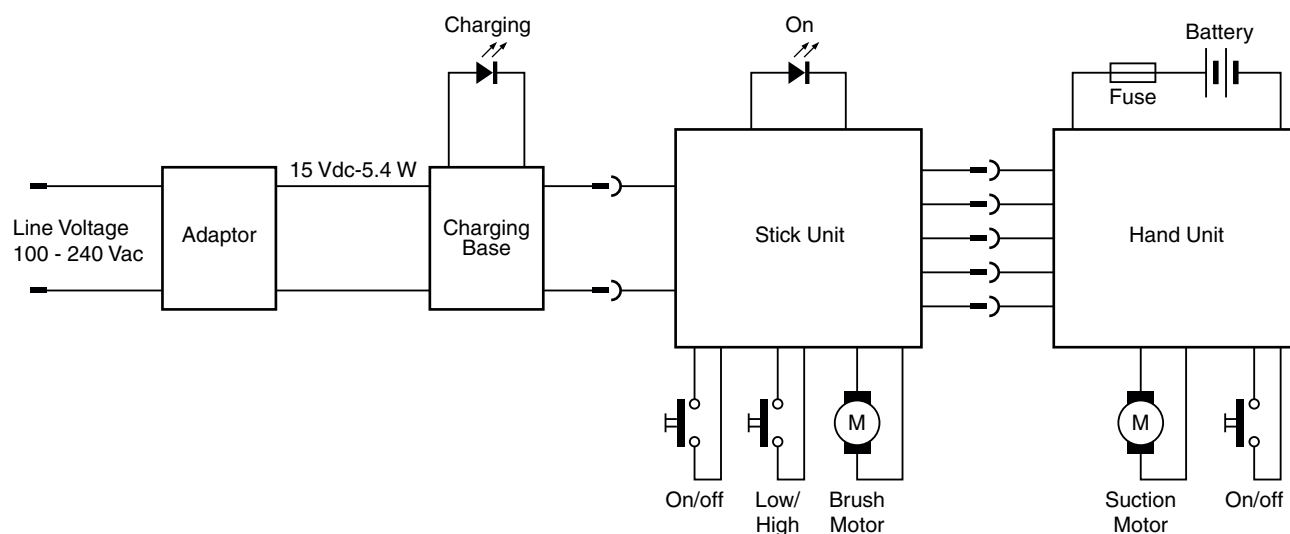 Charging
On
Battery
Fuse
15 Vdc-5.4 W
Line Voltage
100 - 240 Vac
Adaptor
Charging
Base
Stick Unit
Hand Unit
M
M
On/off
Low/
High
Brush
Motor
Suction
Motor
On/off